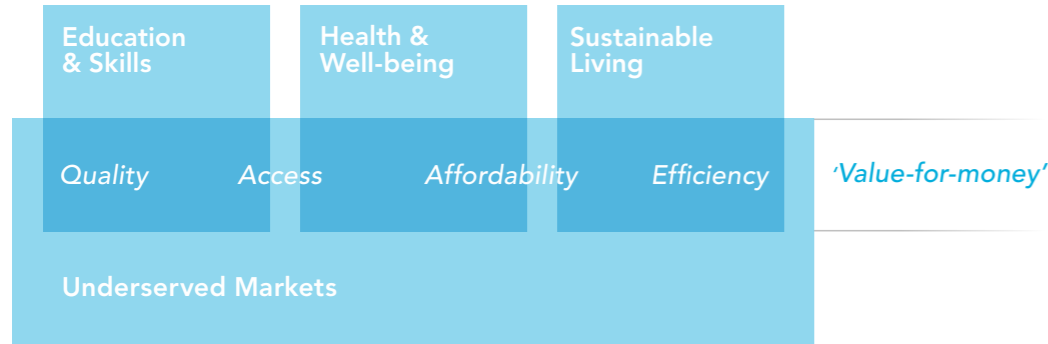 Education
& Skills
Health &
Well-being
Sustainable
Living
Quality Access Affordability Efficiency 'Value-for-money'
Underserved Markets